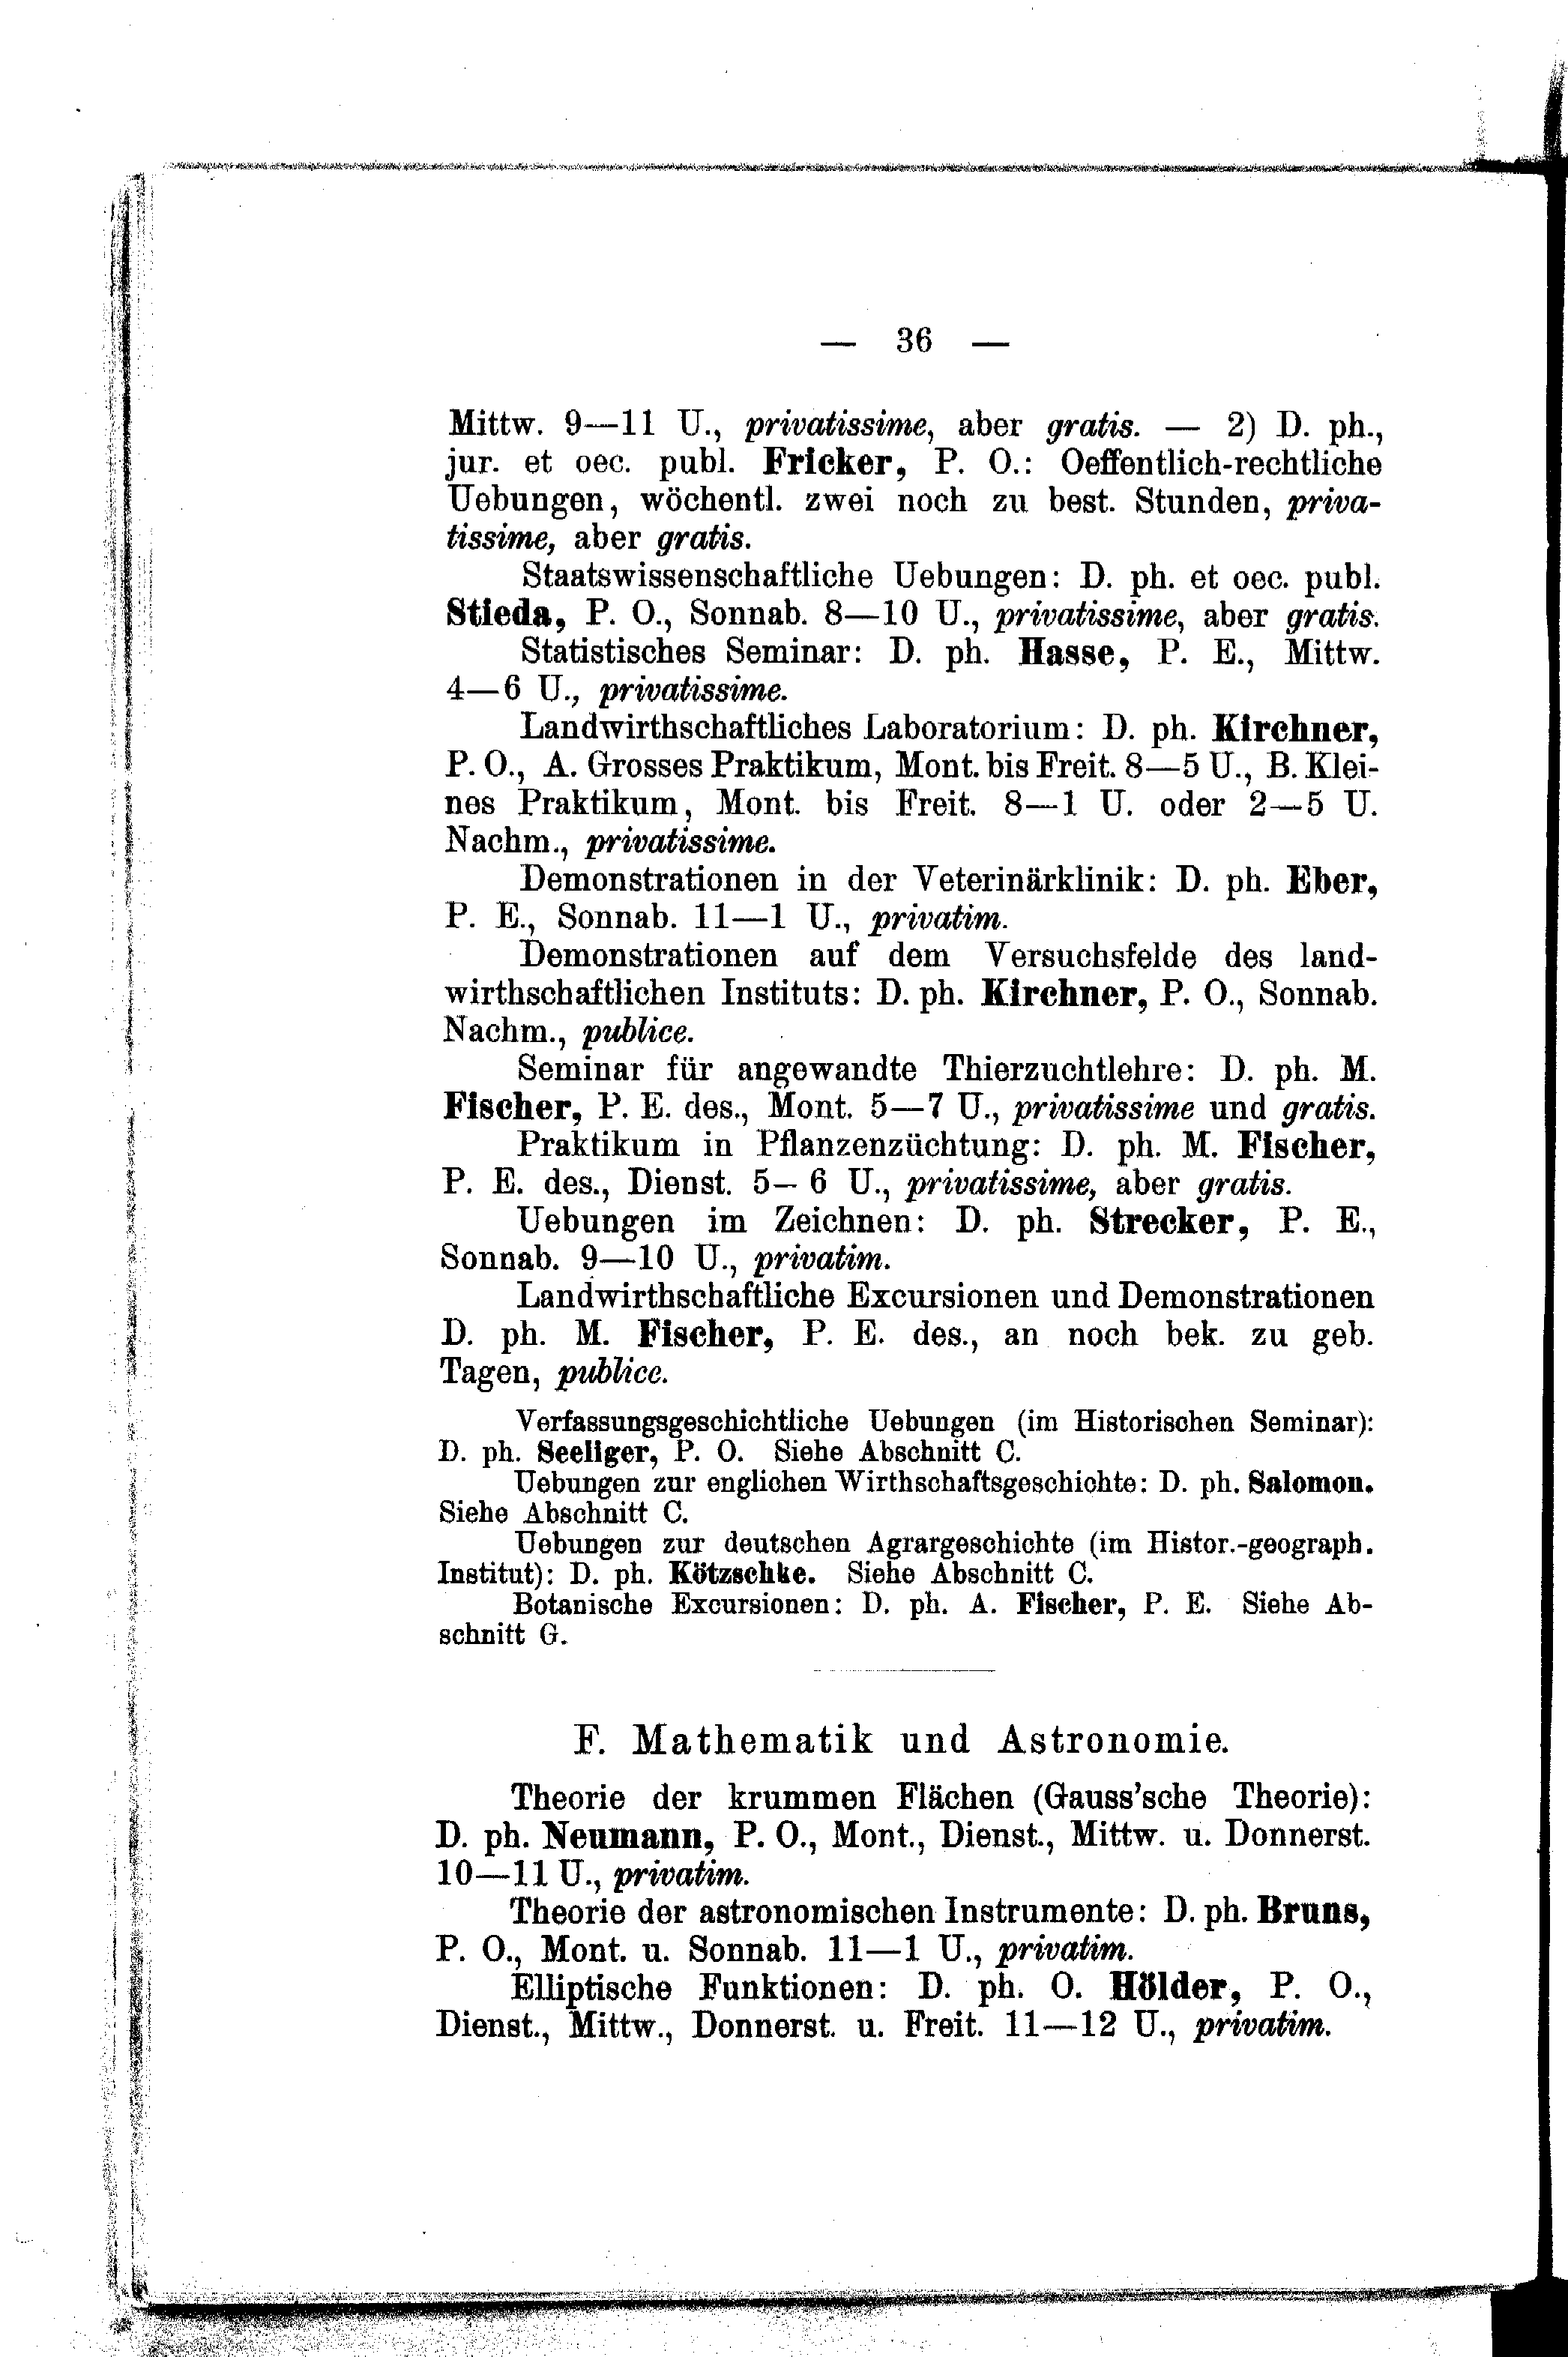 — 36 —
Mittw. 9—11 U., privatissime, aber gratis. — 2) D. ph.,
jur. et oec. publ. Fricker, P. O.: Oeffentlich-rechtliche
Uebungen, wöchentl. zwei noch zu best. Stunden, priva-
tissime, aber gratis.
Staatswissenschaftliche Uebungen: D. ph. et oec. publ.
Stieda, P. O., Sonnab. 8—10 U., privatissime, aber gratis.
Statistisches Seminar: D. ph. Hasse, P. E., Mittw.
4—6 U., privatissime.
Landwirthschaftliches Laboratorium: D. ph. Kirchner,
P. O., A. Grosses Praktikum, Mont. bis Freit. 8—5 U., B. Klei-
nes Praktikum, Mont. bis Freit. 8—1 U. oder 2—5 U.
Nachm., privatissime.
Demonstrationen in der Veterinärklinik: D. ph. Eber,
P. E., Sonnab. 11—1 U., privatim.
Demonstrationen auf dem Versuchsfelde des land-
wirthschaftlichen Instituts: D. ph. Kirchner, P. O., Sonnab.
Nachm., publice.
Seminar für angewandte Thierzuchtlehre: D. ph. M.
Fischer, P. E. des., Mont. 5—7 U., privatissime und gratis.
Praktikum in Pflanzenzüchtung: D. ph. M. Fischer,
P. E. des., Dienst. 5—6 U., privatissime, aber gratis.
Uebungen im Zeichnen: D. ph. Strecker, P. E.,
Sonnab. 9—10 U., privatim.
Landwirthschaftliche Excursionen und Demonstrationen
D. ph. M. Fischer, P. E. des., an noch bek. zu geb.
Tagen, publice.
Verfassungsgeschichtliche Uebungen (im Historischen Seminar):
D. ph. Seeliger, P. O. Siehe Abschnitt C.
Uebungen zur englichen Wirthschaftsgeschichte: D. ph. Salomon.
Siehe Abschnitt C.
Uebungen zur deutschen Agrargeschichte (im Histor.-geograph.
Institut): D. ph. Kötzschke. Siehe Abschnitt C.
Botanische Excursionen: D. ph. A. Fischer, P. E. Siehe Ab-
schnitt G.
F. Mathematik und Astronomie.
Theorie der krummen Flächen (Gauss'sche Theorie):
D. ph. Neumann, P. O., Mont., Dienst., Mittw. u. Donnerst.
10—11 U., privatim.
Theorie der astronomischen Instrumente: D. ph. Bruns,
P. O., Mont. u. Sonnab. 11—1 U., privatim.
Elliptische Funktionen: D. ph. O. Hölder, P. O.,
Dienst., Mittw., Donnerst. u. Freit. 11—12 U., privatim.